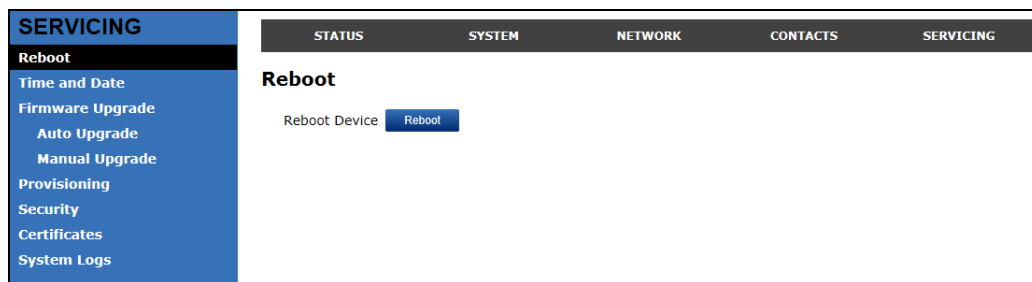 SERVICING
Reboot
Time and Date
Firmware Upgrade
Auto Upgrade
Manual Upgrade
Provisioning
Security
Certificates
System Logs
STATUS SYSTEM NETWORK CONTACTS SERVICING
Reboot
Reboot Device Reboot